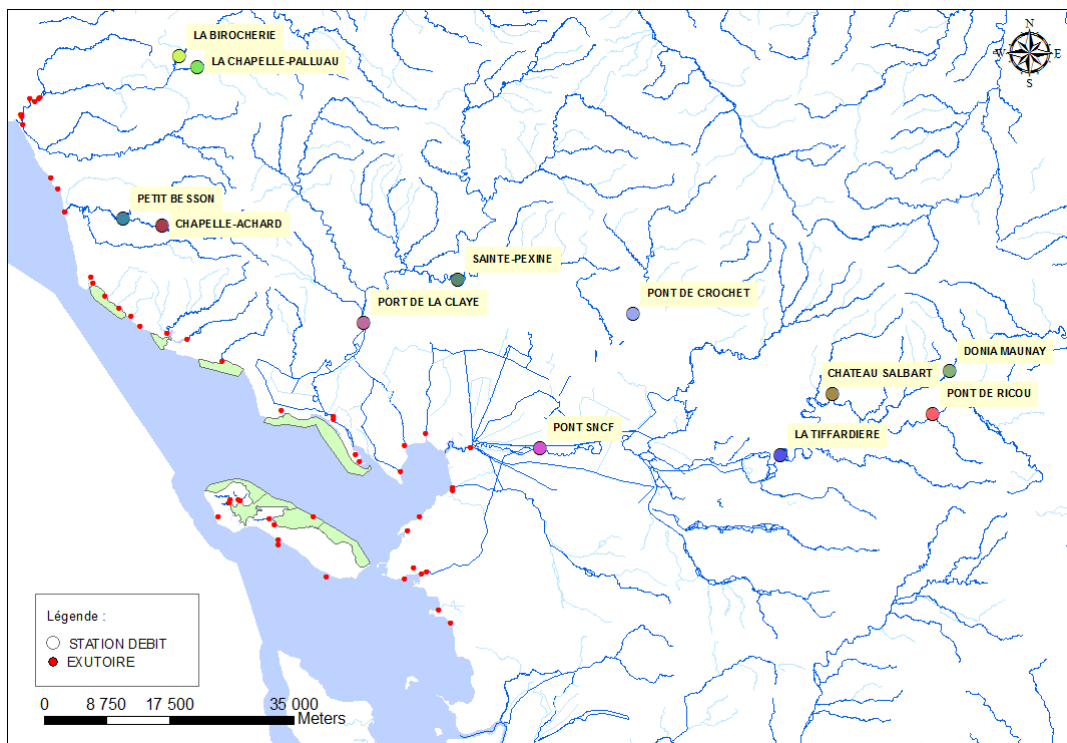 LA BIROCHERIE
LA CHAPELLE-PALLUAU
N
W E
S
PETIT BESSON
CHAPELLE-ACHARD
SAINTE-PEXINE
PONT DE CROCHET
PORT DE LA CLAYE
DONIA MAUNAY
CHATEAU SALBART
PONT DE RICOU
PONT SNCF
LA TIFFARDIERE
Légende :
STATION DEBIT
EXUTOIRE
0 8 750 17 500 35 000
Meters